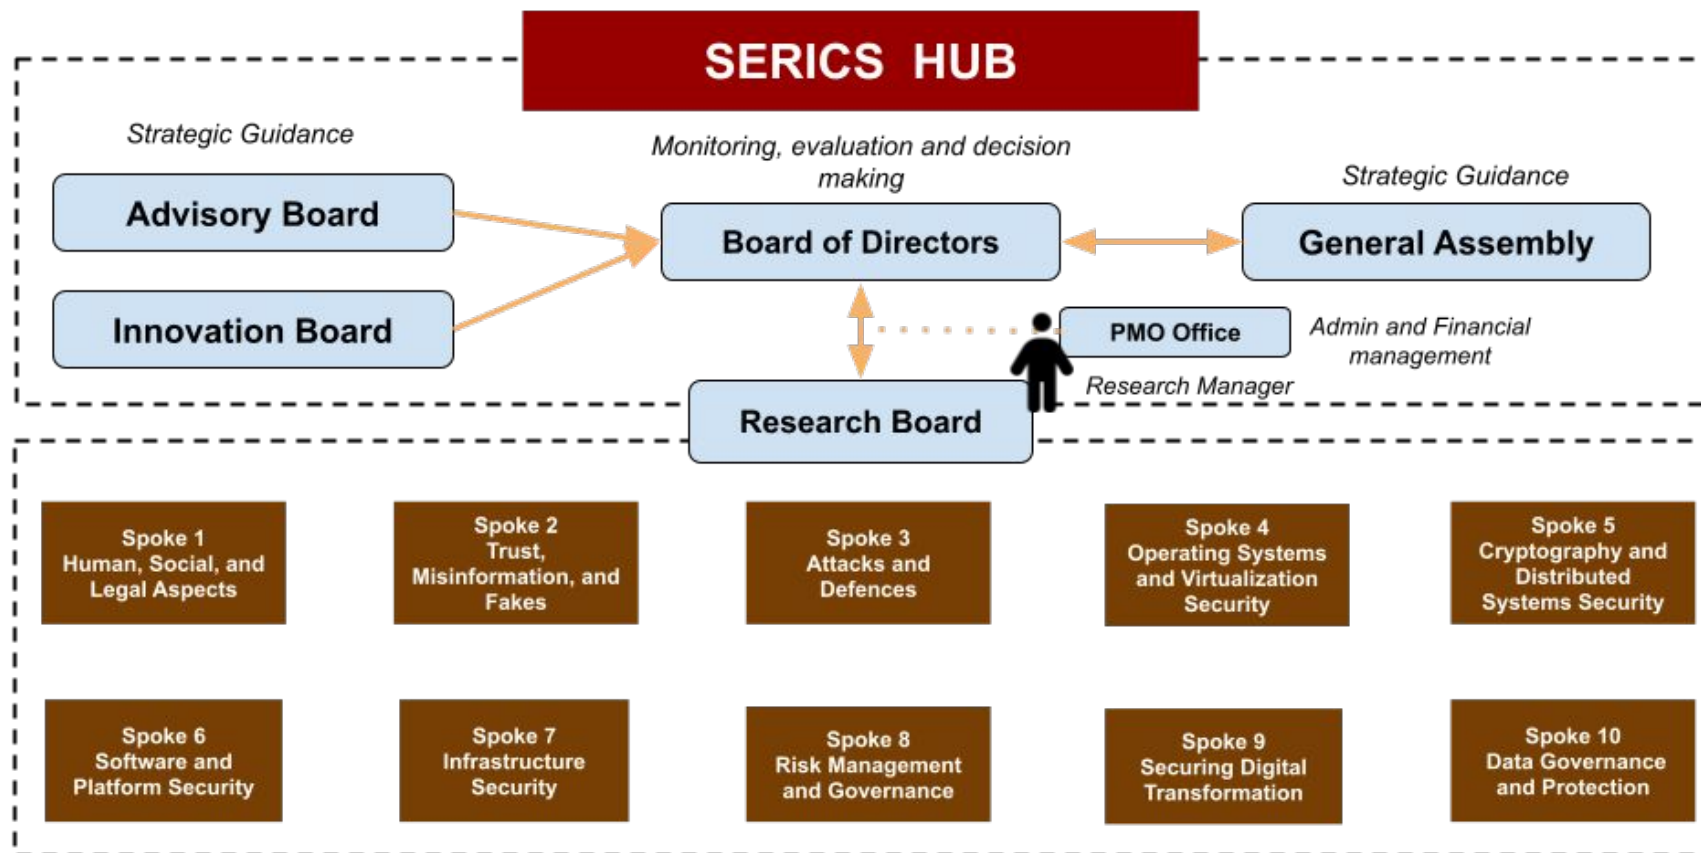 SERICS HUB
Strategic Guidance
Advisory Board
Innovation Board
Monitoring, evaluation and decision
making
Board of Directors
Strategic Guidance
General Assembly
PMO Office
Admin and Financial
management
Research Manager
Research Board
Spoke 1
Human, Social, and
Legal Aspects
Spoke 2
Trust,
Misinformation, and
Fakes
Spoke 3
Attacks and
Defences
Spoke 4
Operating Systems
and Virtualization
Security
Spoke 5
Cryptography and
Distributed
Systems Security
Spoke 6
Software and
Platform Security
Spoke 7
Infrastructure
Security
Spoke 8
Risk Management
and Governance
Spoke 9
Securing Digital
Transformation
Spoke 10
Data Governance
and Protection